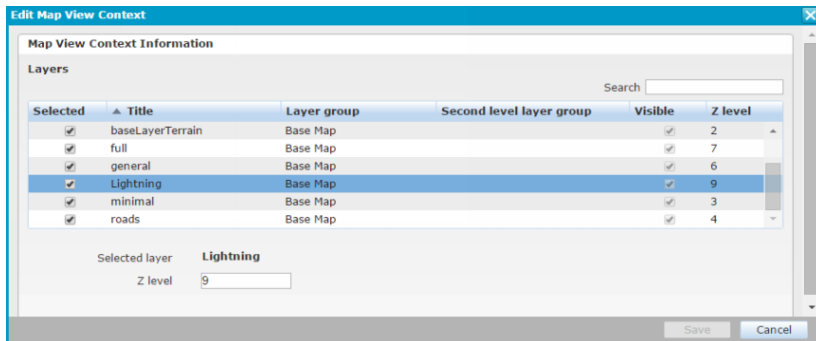 Edit Map View Context
Map View Context Information
Layers
Search
Selected Title Layer group Second level layer group Visible Z level
baseLayerTerrain Base Map 2
full Base Map 7
general Base Map 6
Lightning Base Map 9
minimal Base Map 3
roads Base Map 4
Selected layer Lightning
Z level 9
Save Cancel